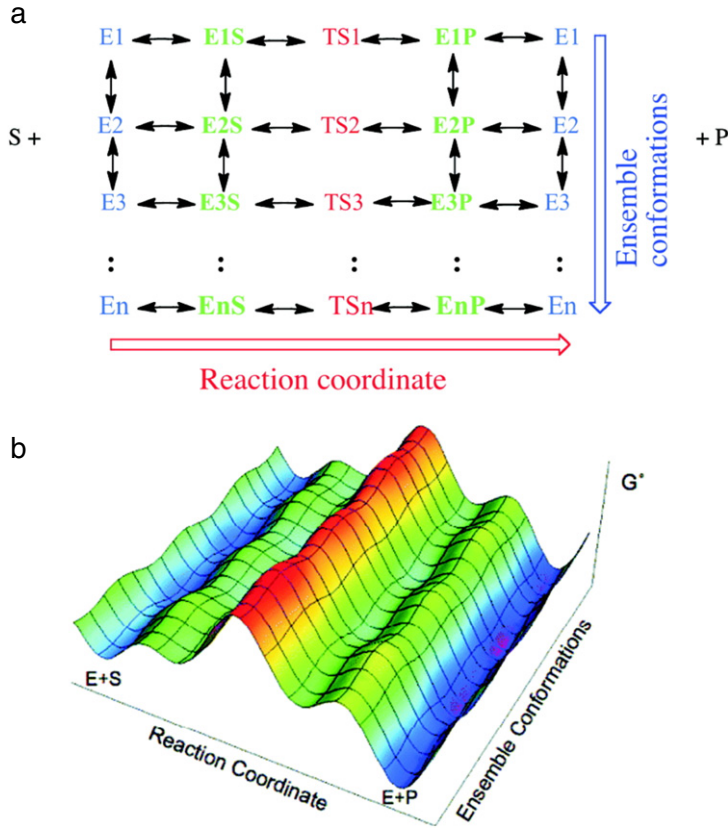 a
E1 E1S TS1 E1P E1
S + E2 E2S TS2 E2P E2 + P
E3 E3S TS3 E3P E3
: : : : :
En EnS TSn EnP En
Ensemble
conformations
Reaction coordinate
b
G°
E+S
Reaction Coordinate
E+P
Ensemble Conformations